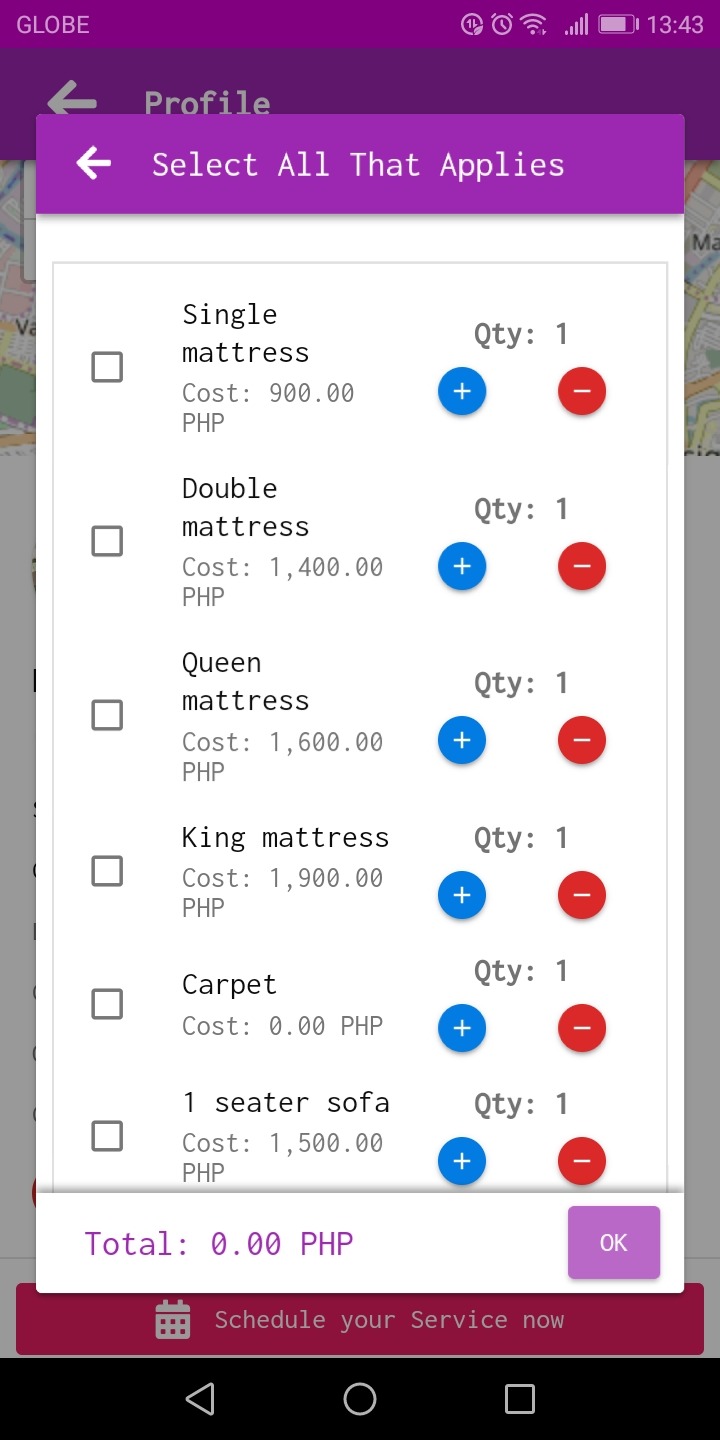 GLOBE 13:43
Profile
Select All That Applies
Single
mattress
Cost: 900.00
PHP
Qty: 1
Double
mattress
Cost: 1,400.00
PHP
Qty: 1
Queen
mattress
Cost: 1,600.00
PHP
Qty: 1
King mattress
Cost: 1,900.00
PHP
Qty: 1
Carpet
Cost: 0.00 PHP
Qty: 1
1 seater sofa
Cost: 1,500.00
PHP
Qty: 1
Total: 0.00 PHP
OK
Schedule your Service now